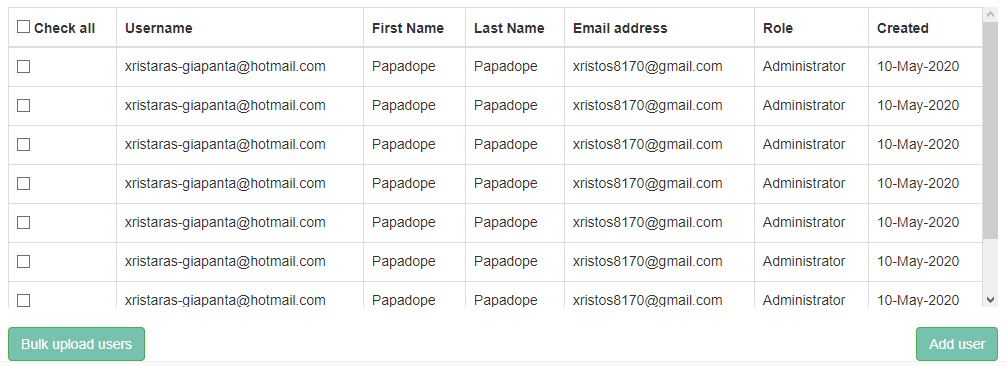 Check all Username First Name Last Name Email address Role Created
xristaras-giapanta@hotmail.com Papadope Papadope xristos8170@gmail.com Administrator 10-May-2020
xristaras-giapanta@hotmail.com Papadope Papadope xristos8170@gmail.com Administrator 10-May-2020
xristaras-giapanta@hotmail.com Papadope Papadope xristos8170@gmail.com Administrator 10-May-2020
xristaras-giapanta@hotmail.com Papadope Papadope xristos8170@gmail.com Administrator 10-May-2020
xristaras-giapanta@hotmail.com Papadope Papadope xristos8170@gmail.com Administrator 10-May-2020
xristaras-giapanta@hotmail.com Papadope Papadope xristos8170@gmail.com Administrator 10-May-2020
xristaras-giapanta@hotmail.com Papadope Papadope xristos8170@gmail.com Administrator 10-May-2020
Bulk upload users Add user